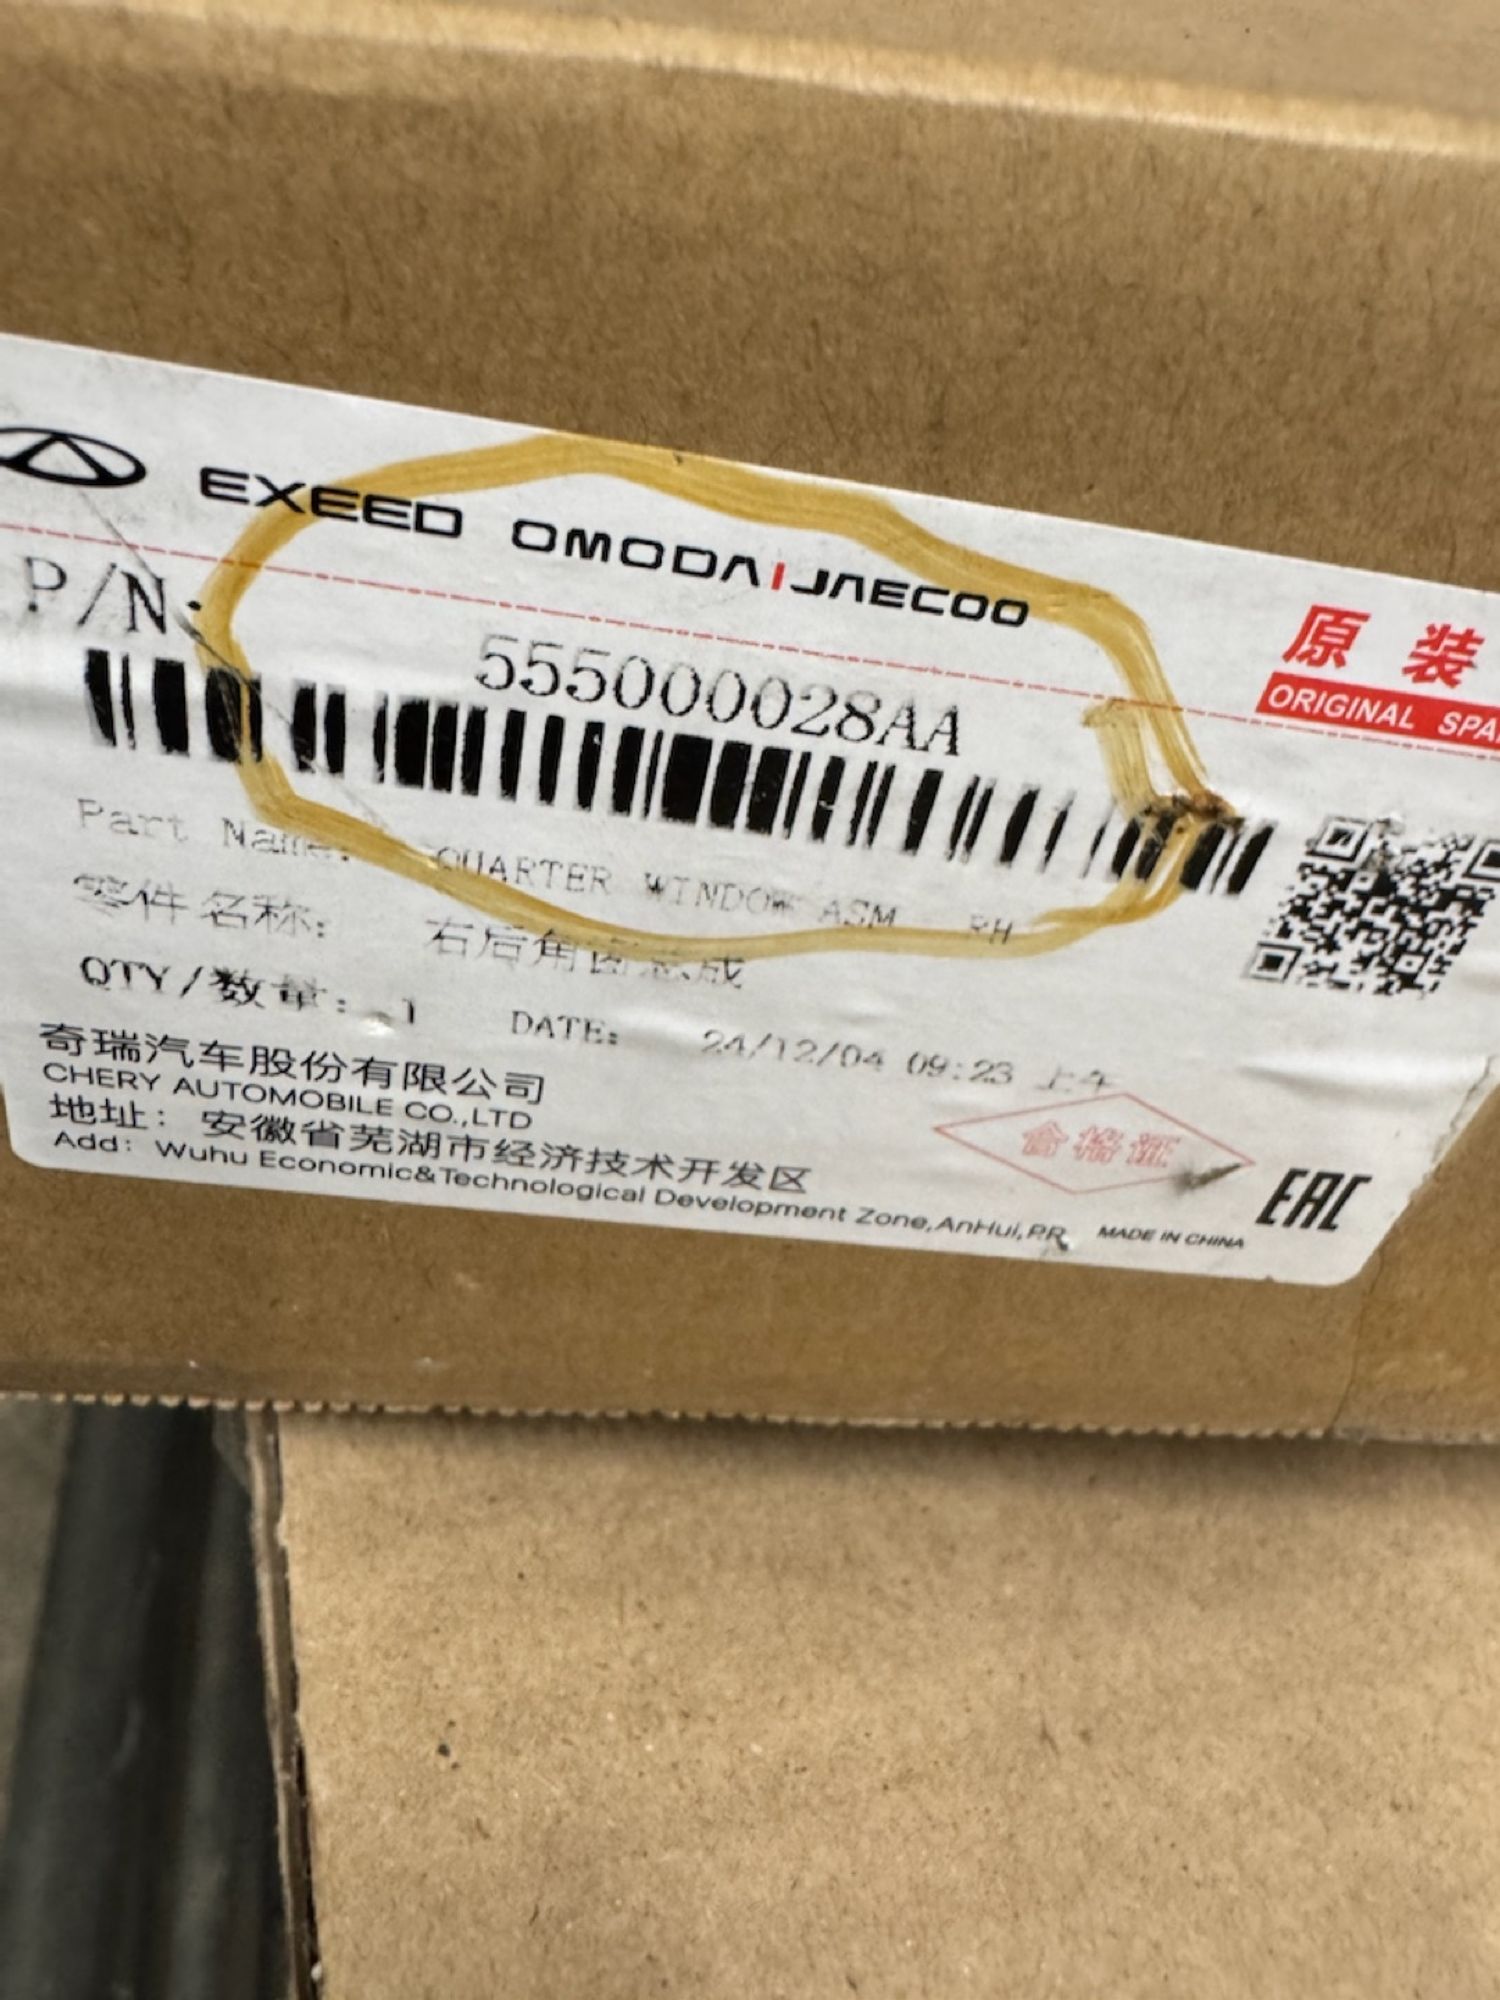 EXEED OMODA|JAECOO
原装
ORIGINAL SPA
P/N. 555000028AA
Part Name: QUARTER WINDOW ASM RH
零件名称: 右后角窗总成
QTY/数量: 1 DATE: 24/12/04 09:23 上午
奇瑞汽车股份有限公司
CHERY AUTOMOBILE CO.,LTD
地址: 安徽省芜湖市经济技术开发区
Add: Wuhu Economic&Technological Development Zone,AnHui,P.R. MADE IN CHINA
合格证
EAC